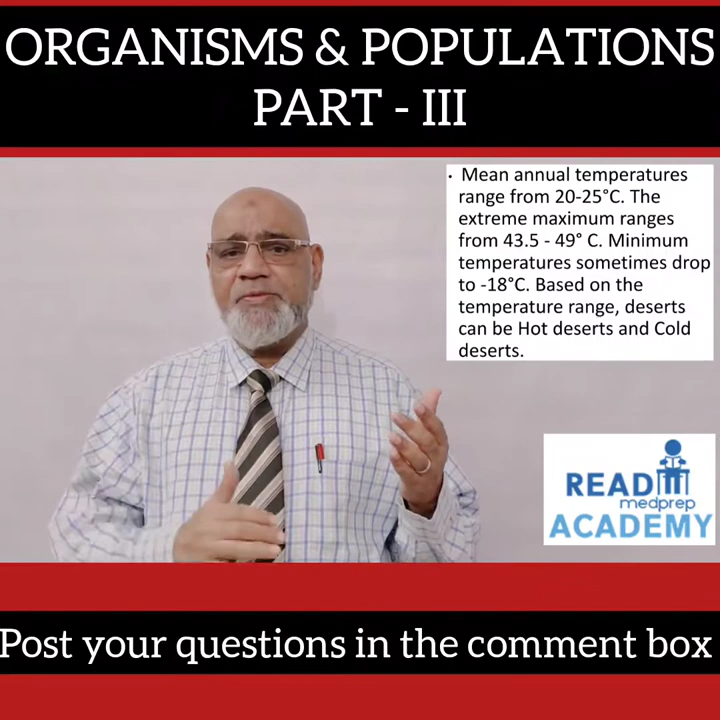 ORGANISMS & POPULATIONS
PART - III
• Mean annual temperatures
range from 20-25°C. The
extreme maximum ranges
from 43.5 - 49° C. Minimum
temperatures sometimes drop
to -18°C. Based on the
temperature range, deserts
can be Hot deserts and Cold
deserts.
READ
medprep
ACADEMY
Post your questions in the comment box